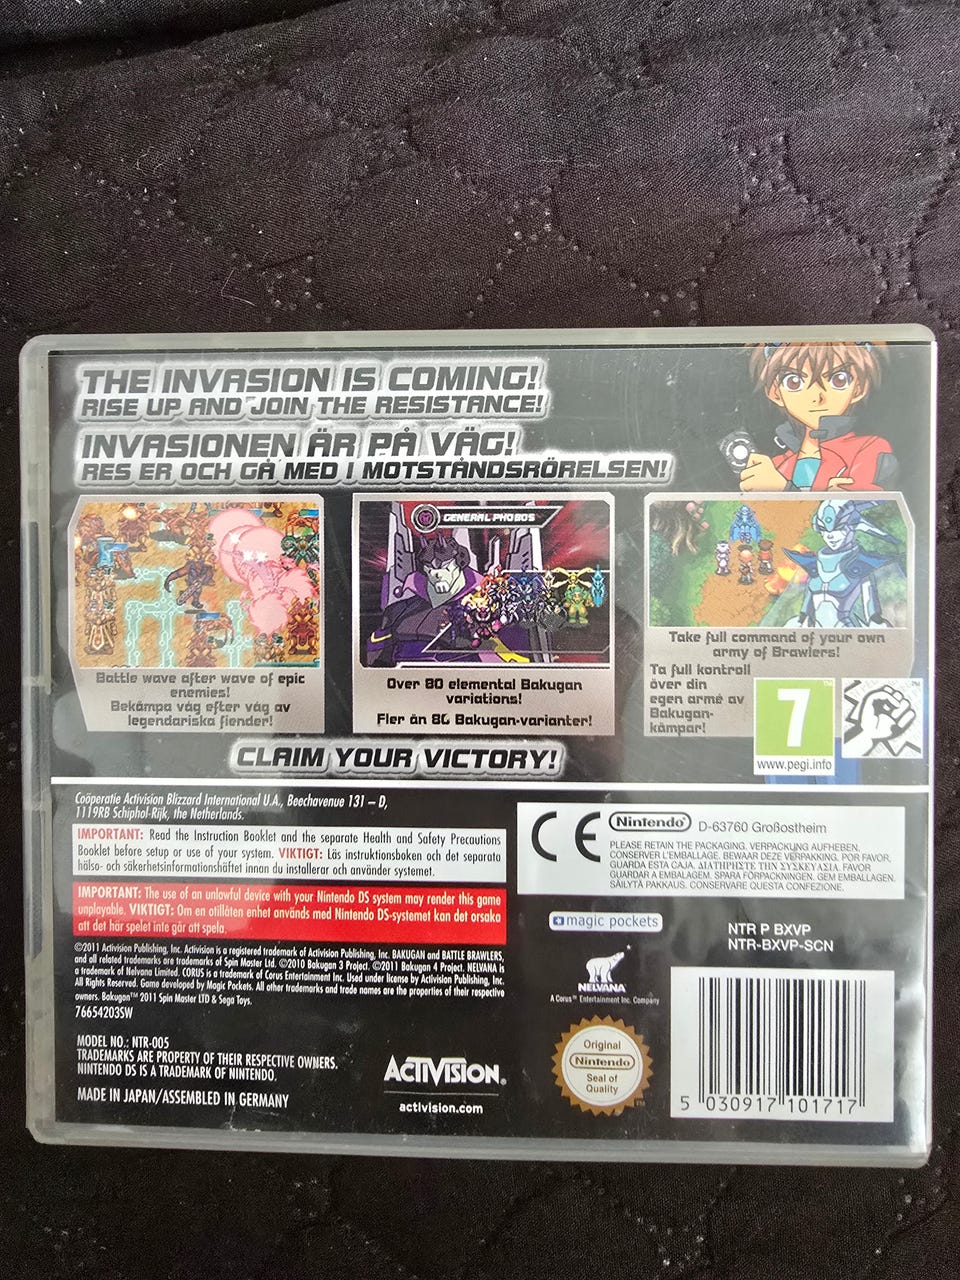 THE INVASION IS COMING!
RISE UP AND JOIN THE RESISTANCE!
INVASIONEN ÄR PÅ VÄG!
RES ER OCH GÅ MED I MOTSTÅNDSRÖRELSEN!
GENERAL PHOBOS
Battle wave after wave of epic
enemies!
Bekämpa våg efter våg av
legendariska fiender!
Over 80 elemental Bakugan
variations!
Fler än 80 Bakugan-varianter!
Take full command of your own
army of Brawlers!
Ta full kontroll
över din
egen armé av
Bakugan-
kämpar!
7
www.pegi.info
CLAIM YOUR VICTORY!
Coöperatie Activision Blizzard International U.A., Beechavenue 131 – D,
1119RB Schiphol-Rijk, the Netherlands.
IMPORTANT: Read the Instruction Booklet and the separate Health and Safety Precautions
Booklet before setup or use of your system. VIKTIGT: Läs instruktionsboken och det separata
hälso- och säkerhetsinformationshäftet innan du installerar och använder systemet.
IMPORTANT: The use of an unlawful device with your Nintendo DS system may render this game
unplayable. VIKTIGT: Om en otillåten enhet används med Nintendo DS-systemet kan det orsaka
att det här spelet inte går att spela.
©2011 Activision Publishing, Inc. Activision is a registered trademark of Activision Publishing, Inc. BAKUGAN and BATTLE BRAWLERS,
and all related trademarks are trademarks of Spin Master Ltd. ©2010 Bakugan 3 Project. ©2011 Bakugan 4 Project. NELVANA is
a trademark of Nelvana Limited. CORUS is a trademark of Corus Entertainment Inc. Used under license by Activision Publishing, Inc.
All Rights Reserved. Game developed by Magic Pockets. All other trademarks and trade names are the properties of their respective
owners. Bakugan™ 2011 Spin Master LTD & Sega Toys.
76654203SW
MODEL NO.: NTR-005
TRADEMARKS ARE PROPERTY OF THEIR RESPECTIVE OWNERS.
NINTENDO DS IS A TRADEMARK OF NINTENDO.
MADE IN JAPAN/ASSEMBLED IN GERMANY
ACTIVISION®
activision.com
CE
Nintendo®
D-63760 Großostheim
PLEASE RETAIN THE PACKAGING. VERPACKUNG AUFHEBEN.
CONSERVER L'EMBALLAGE. BEWAAR DEZE VERPAKKING. POR FAVOR,
GUARDA ESTA CAJA. ΔΙΑΤΗΡΗΣΤΕ ΤΗΝ ΣΥΣΚΕΥΑΣΙΑ. FAVOR
GUARDAR A EMBALAGEM. SPARA FÖRPACKNINGEN. GEM EMBALLAGEN.
SÄILYTÄ PAKKAUS. CONSERVARE QUESTA CONFEZIONE.
magic pockets
NTR P BXVP
NTR-BXVP-SCN
NELVANA™
A Corus™ Entertainment Inc. Company
Original
Nintendo
Seal of
Quality
TM
5 030917 101717